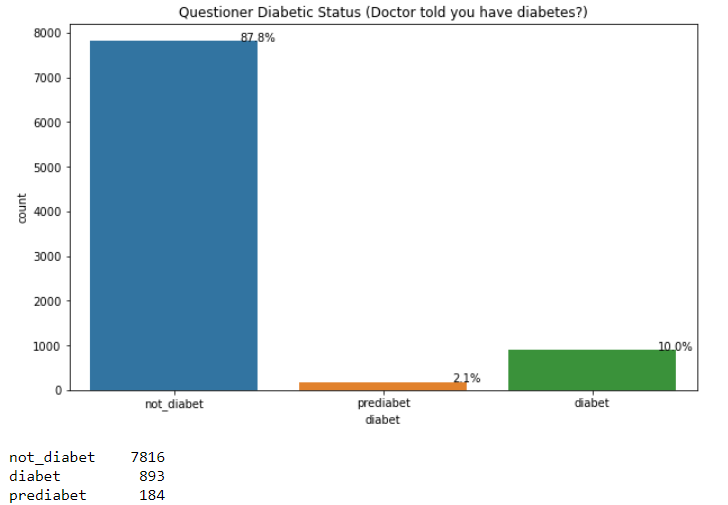 Questioner Diabetic Status (Doctor told you have diabetes?)
8000
7000
6000
5000
4000
3000
2000
1000
0
count
87.8%
2.1%
10.0%
not_diabet prediabet diabet
diabet
not_diabet 7816
diabet 893
prediabet 184